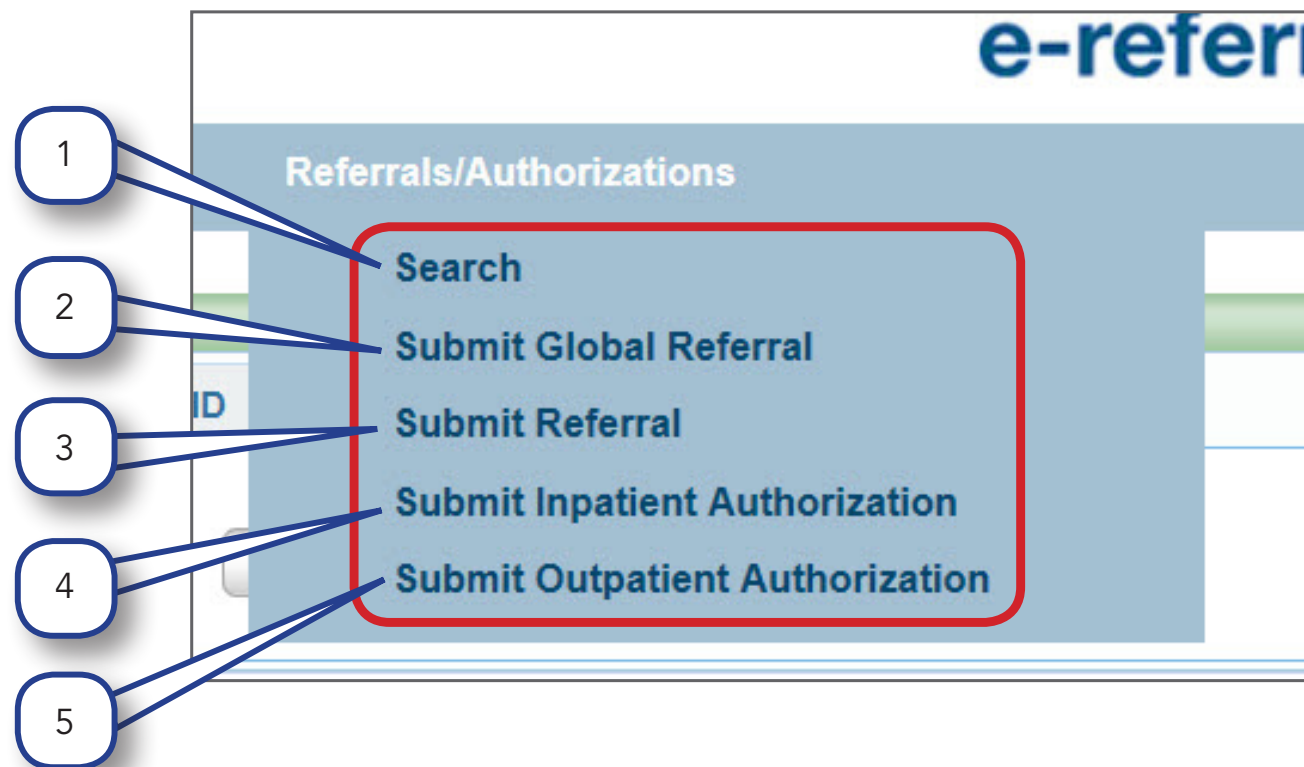 e-referr
Referrals/Authorizations
1
Search
2
Submit Global Referral
ID
3
Submit Referral
4
Submit Inpatient Authorization
5
Submit Outpatient Authorization